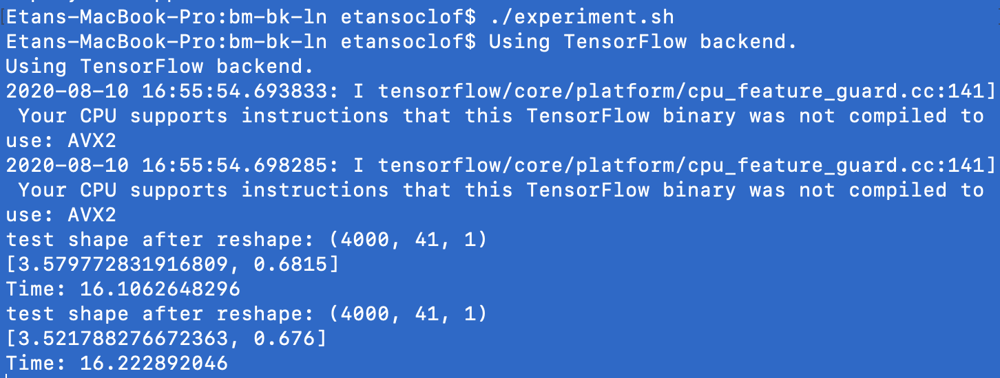 Etans-MacBook-Pro:bm-bk-ln etansoclof$ ./experiment.sh
Etans-MacBook-Pro:bm-bk-ln etansoclof$ Using TensorFlow backend.
Using TensorFlow backend.
2020-08-10 16:55:54.693833: I tensorflow/core/platform/cpu_feature_guard.cc:141]
 Your CPU supports instructions that this TensorFlow binary was not compiled to
use: AVX2
2020-08-10 16:55:54.698285: I tensorflow/core/platform/cpu_feature_guard.cc:141]
 Your CPU supports instructions that this TensorFlow binary was not compiled to
use: AVX2
test shape after reshape: (4000, 41, 1)
[3.579772831916809, 0.6815]
Time: 16.1062648296
test shape after reshape: (4000, 41, 1)
[3.521788276672363, 0.676]
Time: 16.222892046